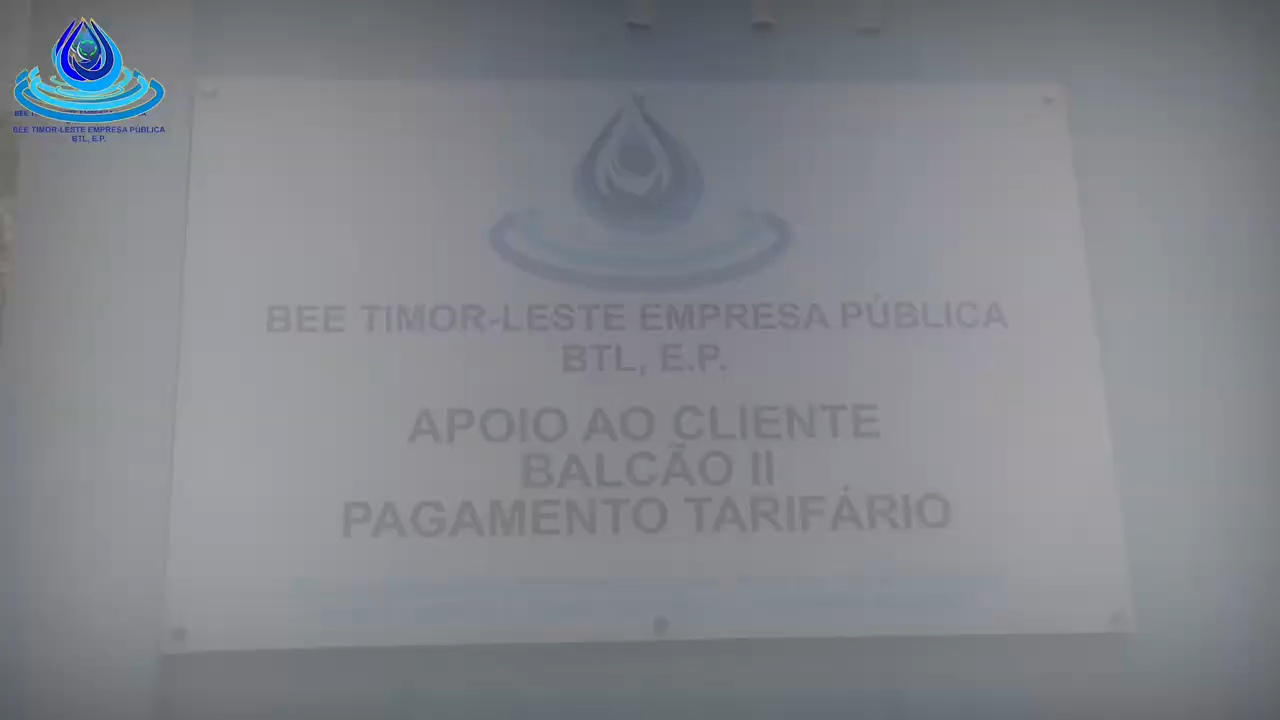 BEE TIMOR-LESTE EMPRESA PÚBLICA
BTL, E.P.
BEE TIMOR-LESTE EMPRESA PÚBLICA
BTL, E.P.
APOIO AO CLIENTE
BALCÃO II
PAGAMENTO TARIFÁRIO